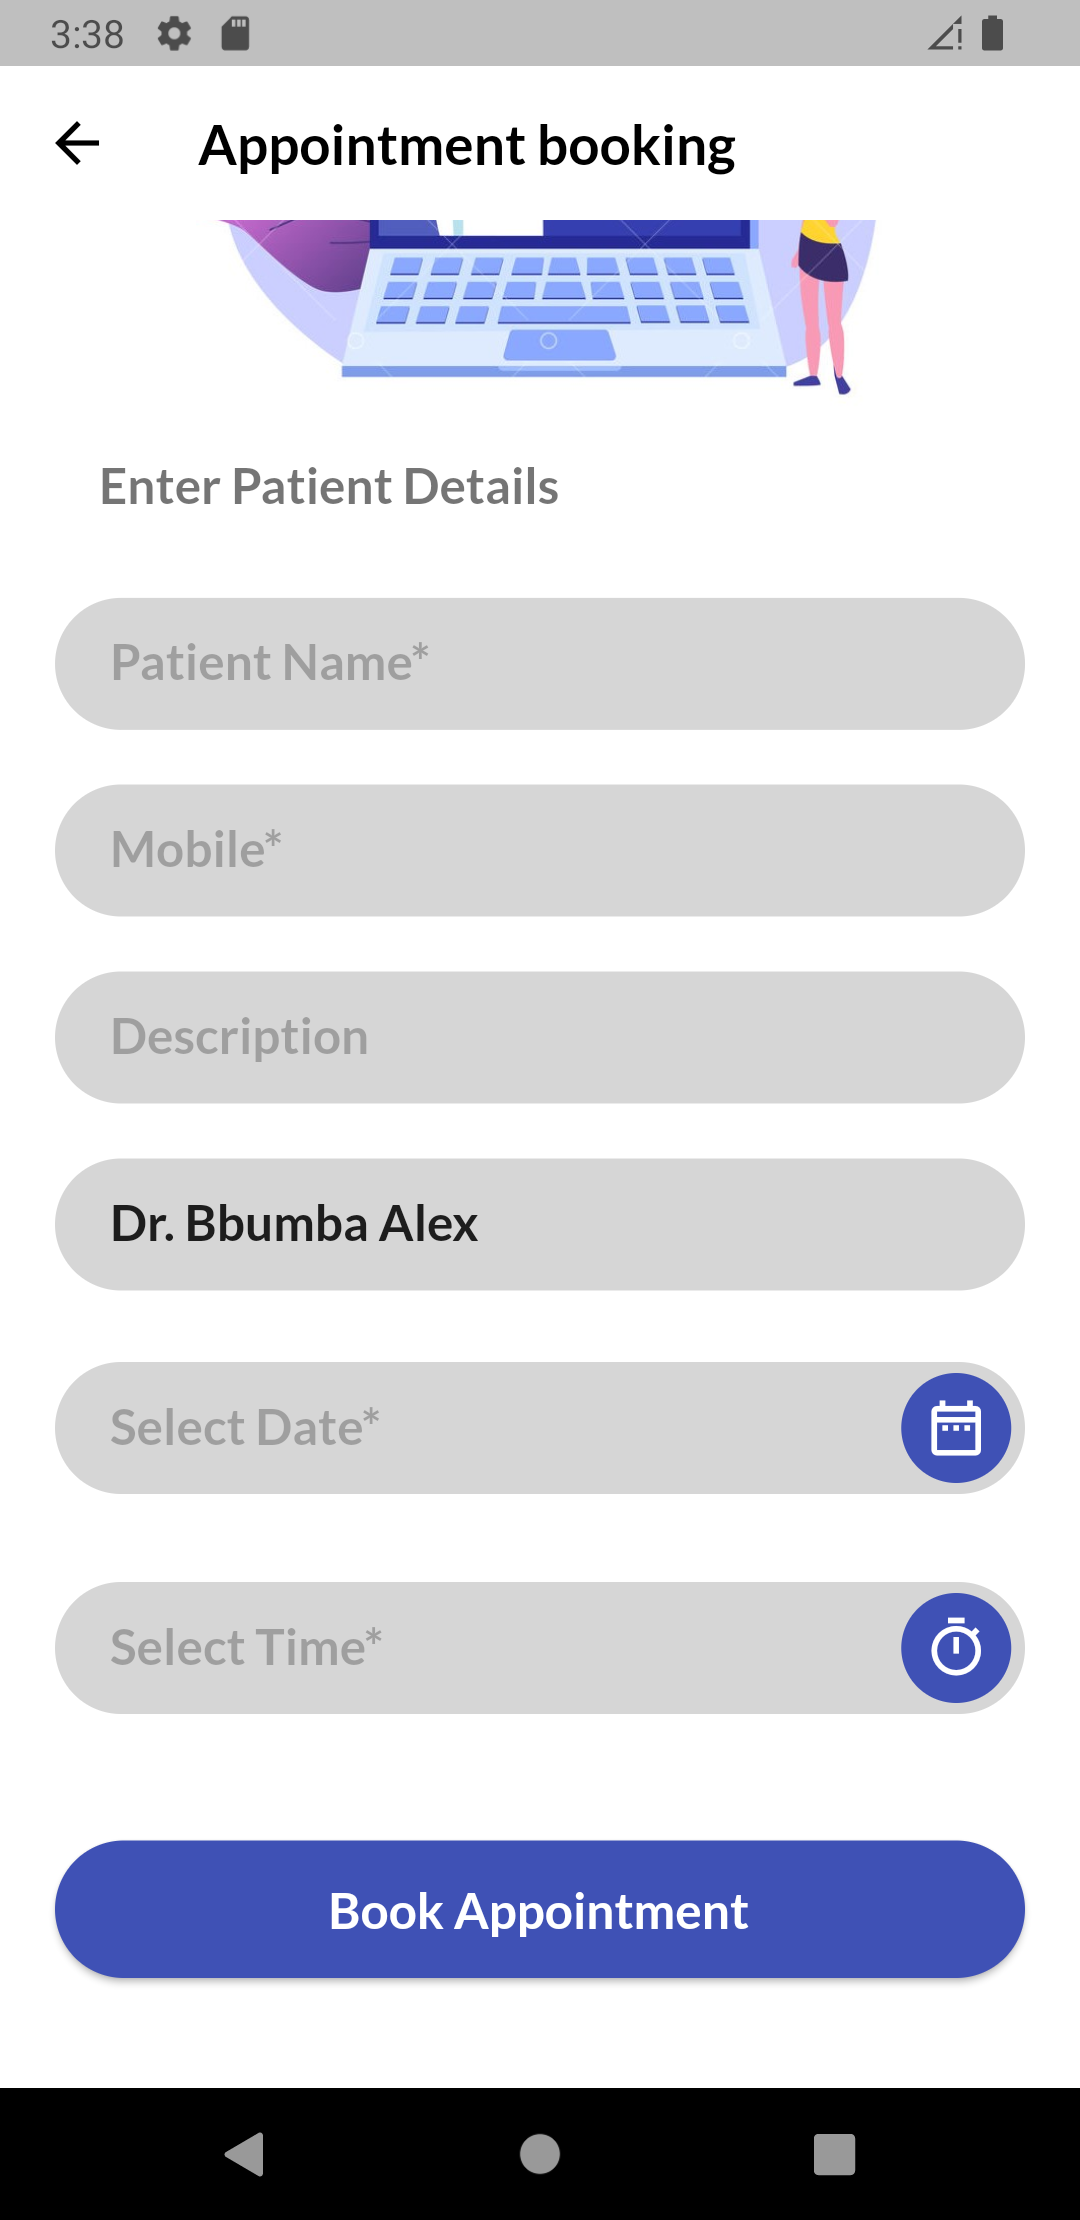 3:38
Appointment booking
Enter Patient Details
Patient Name*
Mobile*
Description
Dr. Bbumba Alex
Select Date*
Select Time*
Book Appointment